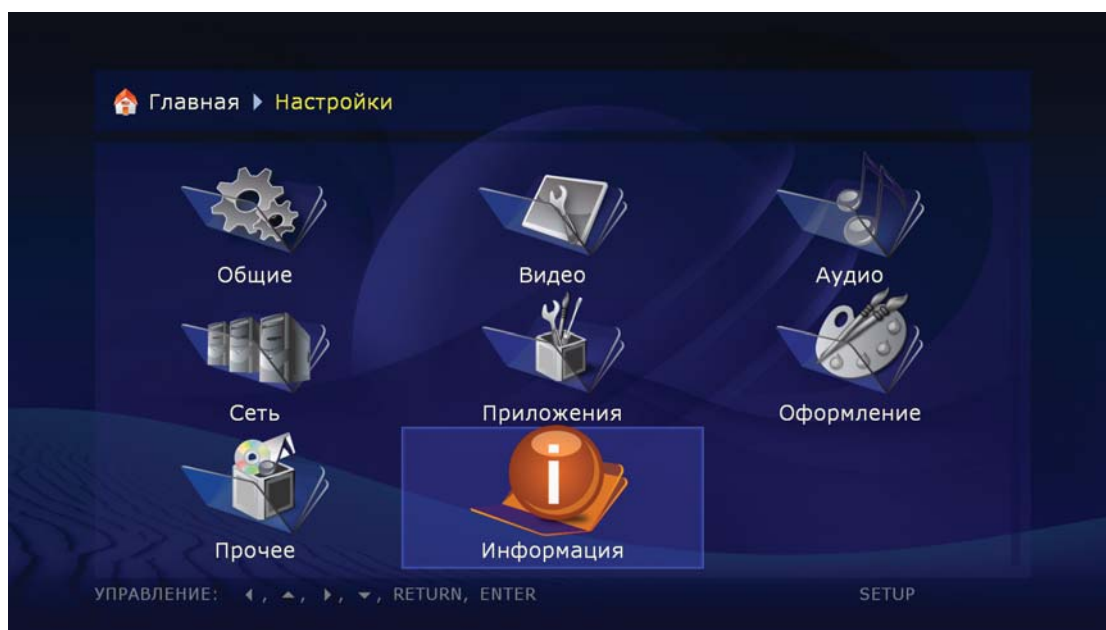 Главная Настройки
Общие Видео Аудио
Сеть Приложения Оформление
Прочее Информация
УПРАВЛЕНИЕ: ◀, ▲, ▶, ▼, RETURN, ENTER SETUP